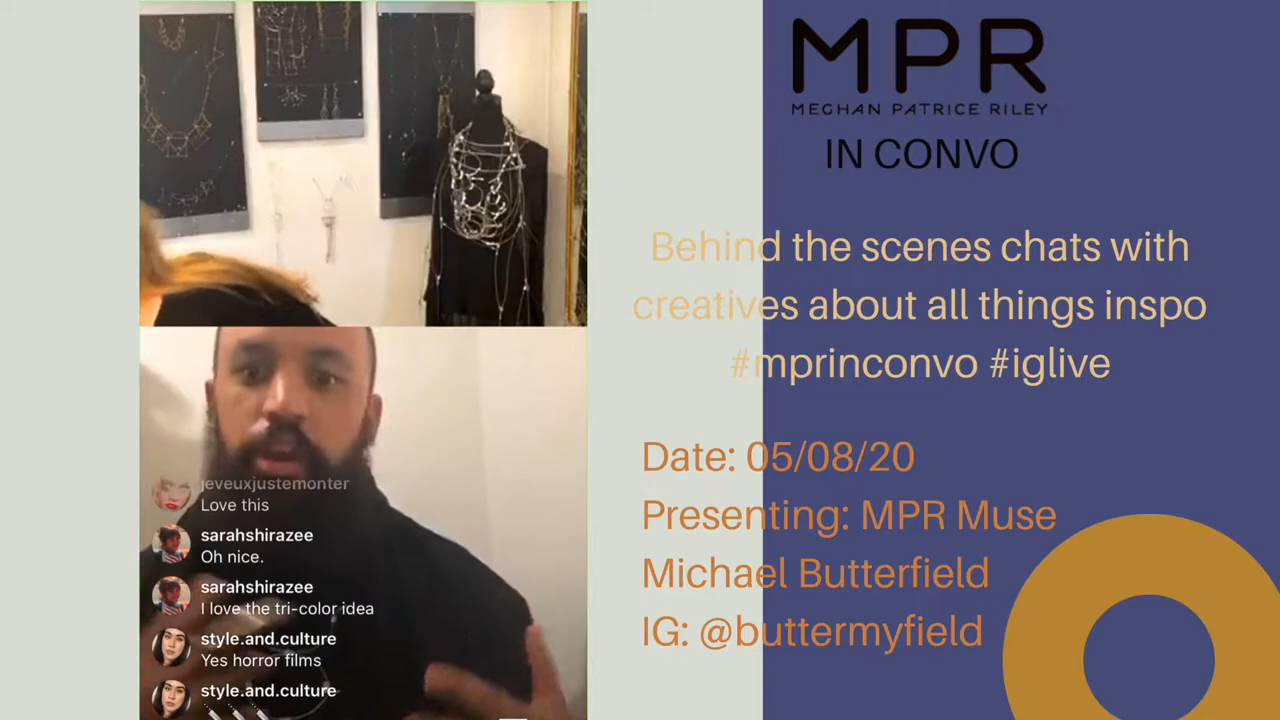 MPR
MEGHAN PATRICE RILEY
IN CONVO
Behind the scenes chats with
creatives about all things inspo
#mprinconvo #iglive
Date: 05/08/20
Presenting: MPR Muse
Michael Butterfield
IG: @buttermyfield
jeveuxjustemonter
Love this
sarahshirazee
Oh nice.
sarahshirazee
I love the tri-color idea
style.and.culture
Yes horror films
style.and.culture